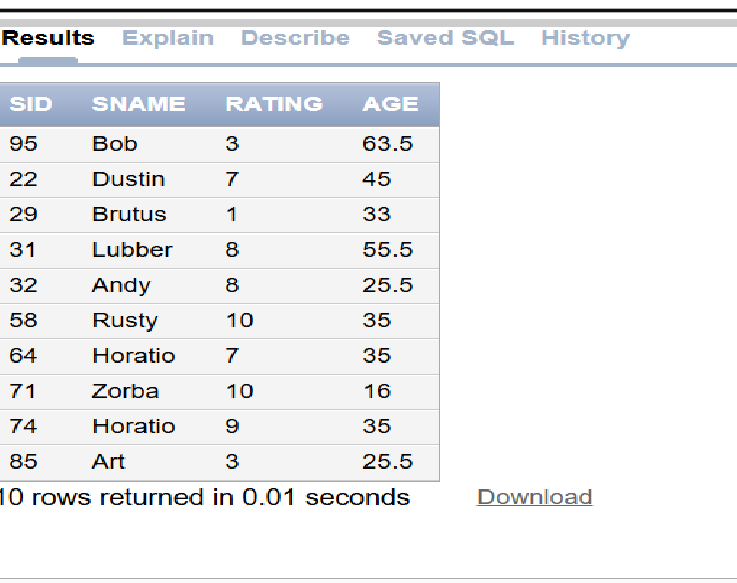 Results Explain Describe Saved SQL History
SID SNAME RATING AGE
95 Bob 3 63.5
22 Dustin 7 45
29 Brutus 1 33
31 Lubber 8 55.5
32 Andy 8 25.5
58 Rusty 10 35
64 Horatio 7 35
71 Zorba 10 16
74 Horatio 9 35
85 Art 3 25.5
10 rows returned in 0.01 seconds Download